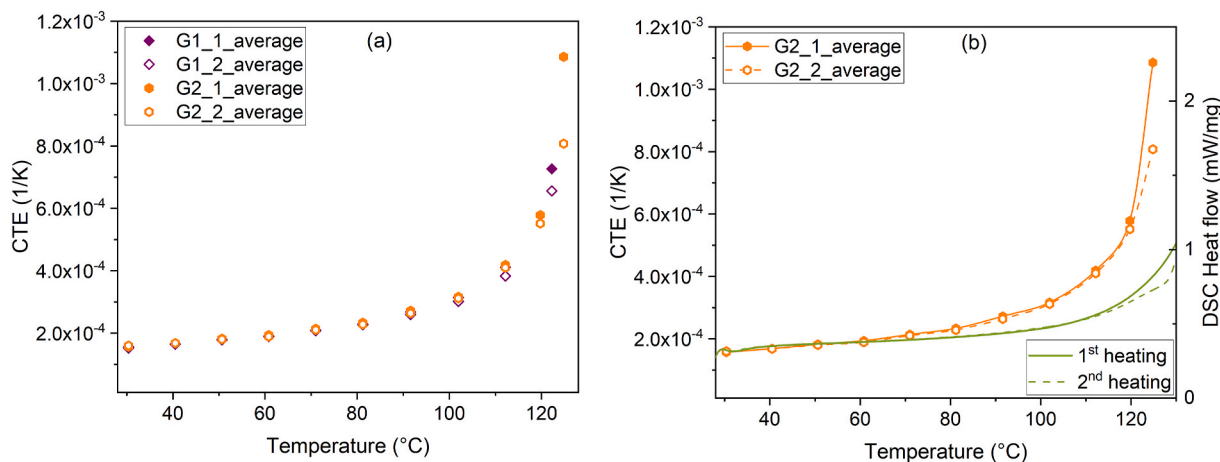 (a)
G1_1_average
G1_2_average
G2_1_average
G2_2_average
1.2x10⁻³
1.0x10⁻³
8.0x10⁻⁴
6.0x10⁻⁴
4.0x10⁻⁴
2.0x10⁻⁴
CTE (1/K)
40 60 80 100 120
Temperature (°C)
(b)
G2_1_average
G2_2_average
1.2x10⁻³
1.0x10⁻³
8.0x10⁻⁴
6.0x10⁻⁴
4.0x10⁻⁴
2.0x10⁻⁴
CTE (1/K)
2
1
0
DSC Heat flow (mW/mg)
1ˢᵗ heating
2ⁿᵈ heating
40 60 80 100 120
Temperature (°C)